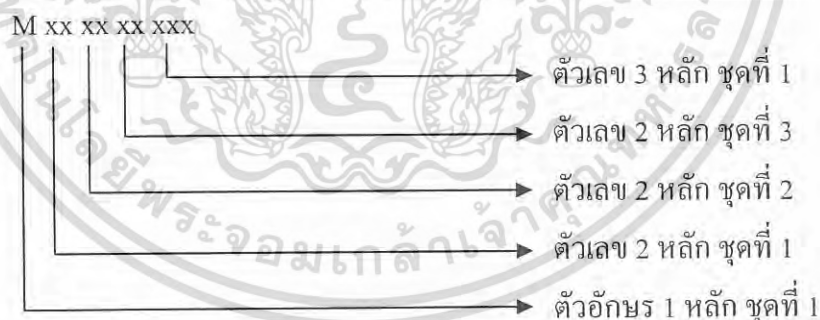 M xx xx xx xxx
ตัวเลข 3 หลัก ชุดที่ 1
ตัวเลข 2 หลัก ชุดที่ 3
ตัวเลข 2 หลัก ชุดที่ 2
ตัวเลข 2 หลัก ชุดที่ 1
ตัวอักษร 1 หลัก ชุดที่ 1